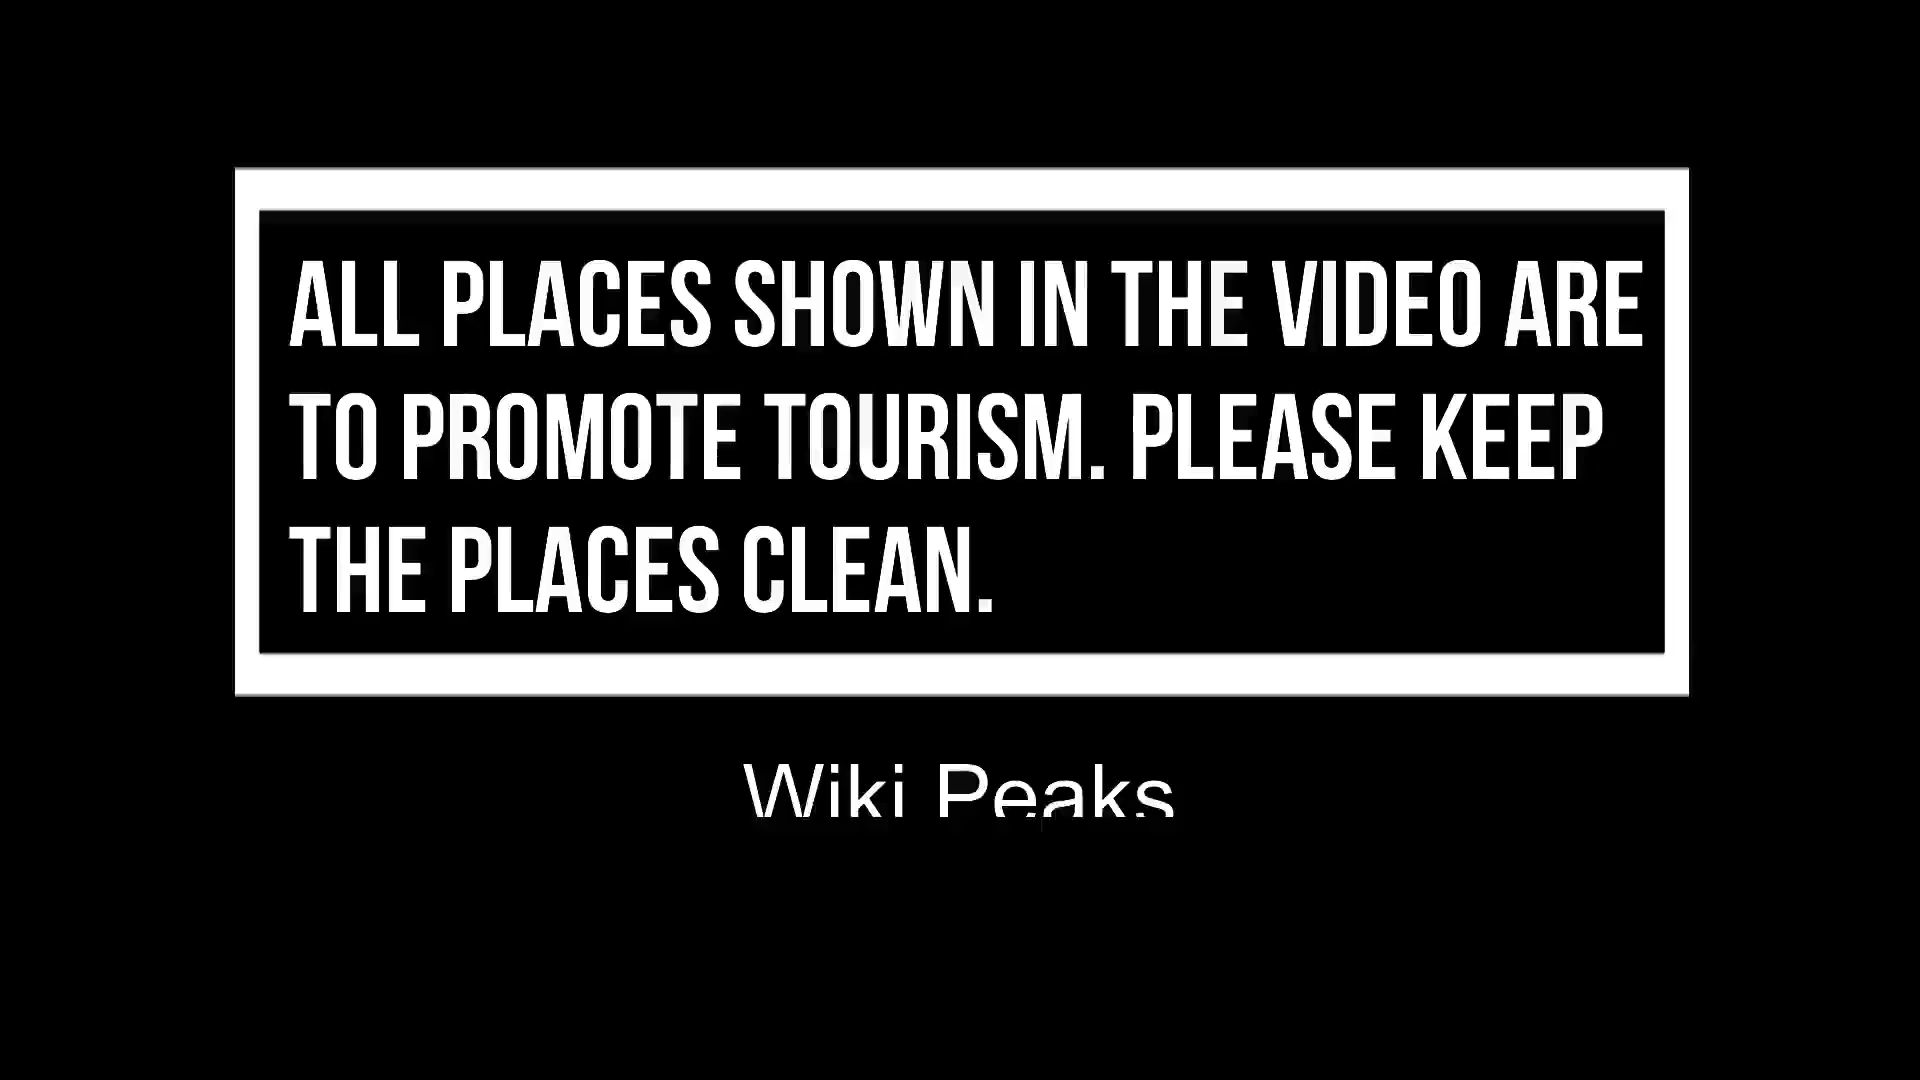 ALL PLACES SHOWN IN THE VIDEO ARE
TO PROMOTE TOURISM. PLEASE KEEP
THE PLACES CLEAN.
Wiki Peaks